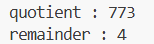 quotient : 773
remainder : 4